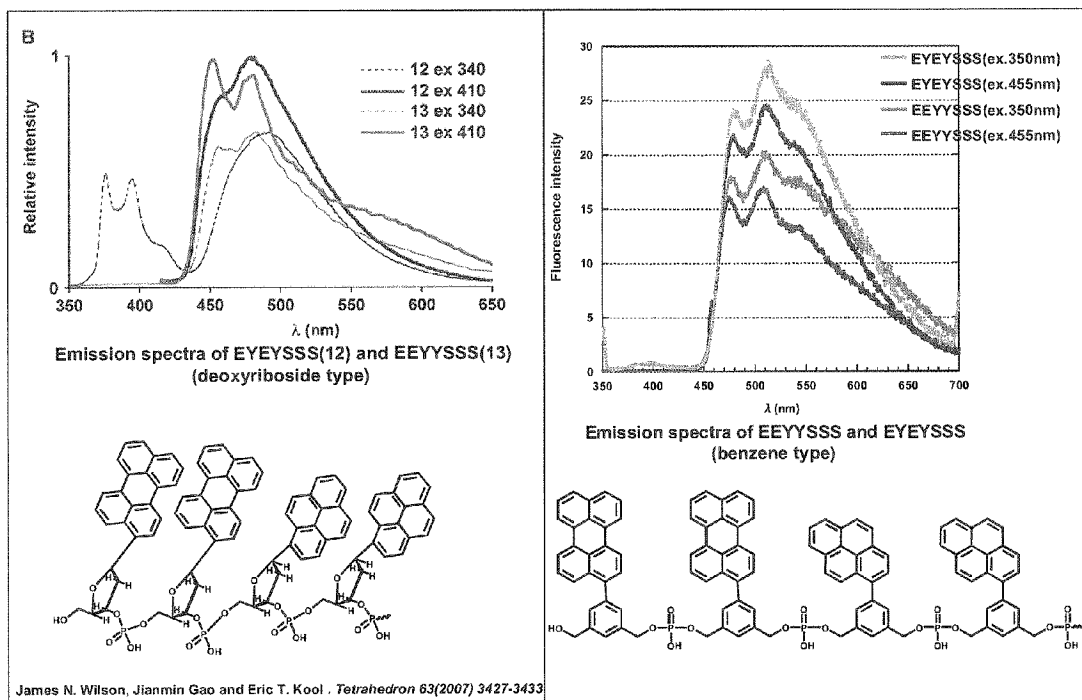 B
1
12 ex 340
12 ex 410
13 ex 340
13 ex 410
Relative intensity
0
350 400 450 500 550 600 650
λ (nm)
Emission spectra of EYEYSSS(12) and EEYYSSS(13)
(deoxyriboside type)
HO
O
H
H
H
H
O
O
P
O
OH
O
H
H
H
H
O
O
P
O
OH
O
H
H
H
H
O
O
P
O
OH
O
H
H
H
H
O
O
P
OH
James N. Wilson, Jianmin Gao and Eric T. Kool . Tetrahedron 63(2007) 3427-3433
30
25
20
15
10
5
0
Fluorescence intensity
EYEYSSS(ex.350nm)
EYEYSSS(ex.455nm)
EEYYSSS(ex.350nm)
EEYYSSS(ex.455nm)
350 400 450 500 550 600 650 700
λ (nm)
Emission spectra of EEYYSSS and EYEYSSS
(benzene type)
HO
O
O
P
O
OH
O
O
P
O
OH
O
O
P
O
OH
O
O
P
OH